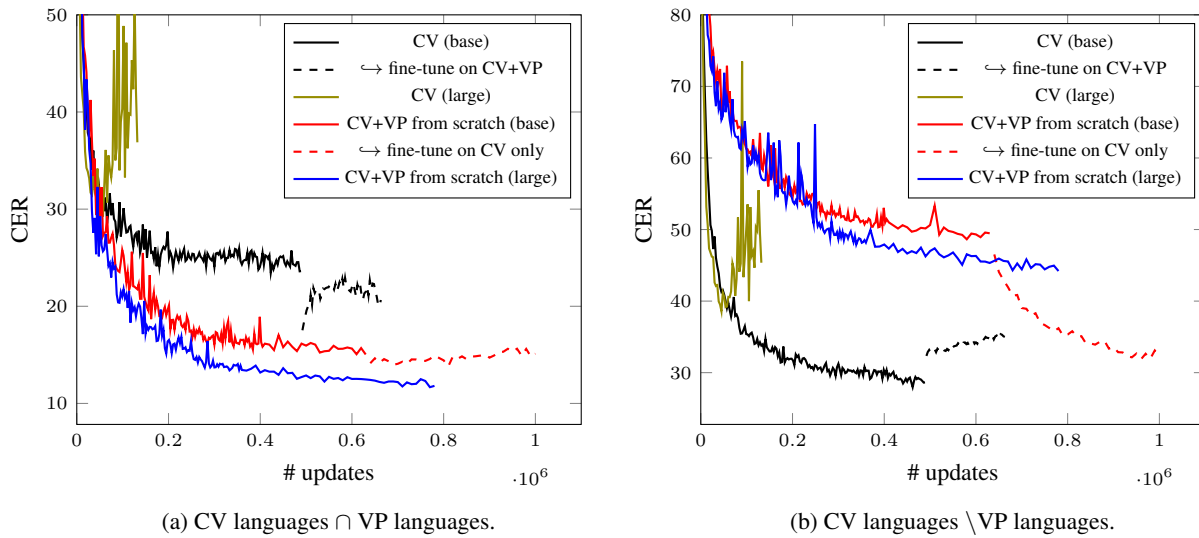 50
40
30
20
10
0
0.2
0.4
0.6
0.8
1
·10⁶
CER
# updates
CV (base)
↪ fine-tune on CV+VP
CV (large)
CV+VP from scratch (base)
↪ fine-tune on CV only
CV+VP from scratch (large)
(a) CV languages ∩ VP languages.
80
70
60
50
40
30
0
0.2
0.4
0.6
0.8
1
·10⁶
CER
# updates
CV (base)
↪ fine-tune on CV+VP
CV (large)
CV+VP from scratch (base)
↪ fine-tune on CV only
CV+VP from scratch (large)
(b) CV languages \VP languages.